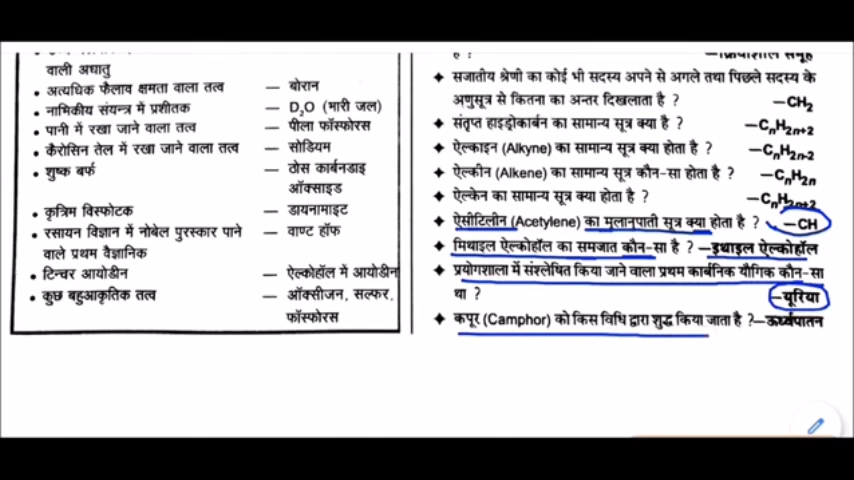 वाली अधातु
• अत्यधिक फैलाव क्षमता वाला तत्व — बोरान
• नाभिकीय संयन्त्र में प्रशीतक — D₂O (भारी जल)
• पानी में रखा जाने वाला तत्व — पीला फॉस्फोरस
• कैरोसिन तेल में रखा जाने वाला तत्व — सोडियम
• शुष्क बर्फ — ठोस कार्बनडाइ
ऑक्साइड
• कृत्रिम विस्फोटक — डायनामाइट
• रसायन विज्ञान में नोबेल पुरस्कार पाने — वाण्ट हॉफ
वाले प्रथम वैज्ञानिक
• टिन्चर आयोडीन — ऐल्कोहॉल में आयोडीन
• कुछ बहुआकृतिक तत्व — ऑक्सीजन, सल्फर,
फॉस्फोरस
है ? —क्रियाशील समूह
✦ सजातीय श्रेणी का कोई भी सदस्य अपने से अगले तथा पिछले सदस्य के
अणुसूत्र से कितना का अन्तर दिखलाता है ? —CH₂
✦ संतृप्त हाइड्रोकार्बन का सामान्य सूत्र क्या है ? —CₙH₂ₙ₊₂
✦ ऐल्काइन (Alkyne) का सामान्य सूत्र क्या होता है ? —CₙH₂ₙ₋₂
✦ ऐल्कीन (Alkene) का सामान्य सूत्र कौन-सा होता है ? —CₙH₂ₙ
✦ ऐल्केन का सामान्य सूत्र क्या होता है ? —CₙH₂ₙ₊₂
✦ ऐसीटिलीन (Acetylene) का मूलानुपाती सूत्र क्या होता है ? —CH
✦ मिथाइल ऐल्कोहॉल का समजात कौन-सा है ? —इथाइल ऐल्कोहॉल
✦ प्रयोगशाला में संश्लेषित किया जाने वाला प्रथम कार्बनिक यौगिक कौन-सा
था ? —यूरिया
✦ कपूर (Camphor) को किस विधि द्वारा शुद्ध किया जाता है ?—ऊर्ध्वपातन